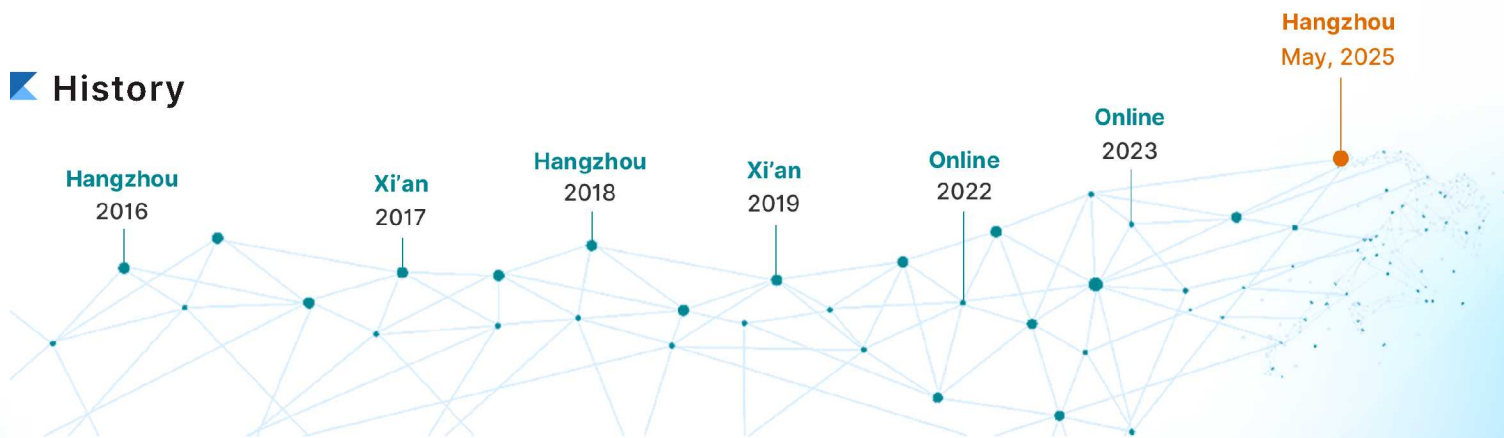 History
Hangzhou
2016
Xi’an
2017
Hangzhou
2018
Xi’an
2019
Online
2022
Online
2023
Hangzhou
May, 2025